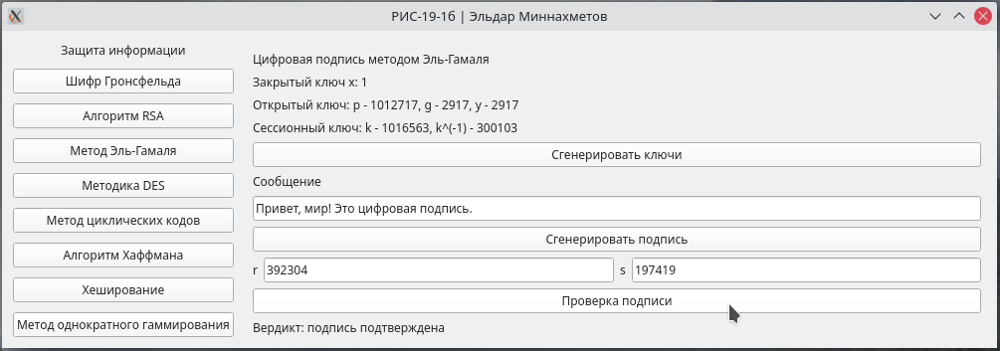 РИС-19-1б | Эльдар Миннахметов
Защита информации
Шифр Гронсфельда
Алгоритм RSA
Метод Эль-Гамаля
Методика DES
Метод циклических кодов
Алгоритм Хаффмана
Хеширование
Метод однократного гаммирования
Цифровая подпись методом Эль-Гамаля
Закрытый ключ x: 1
Открытый ключ: p - 1012717, g - 2917, y - 2917
Сессионный ключ: k - 1016563, k^(-1) - 300103
Сгенерировать ключи
Сообщение
Привет, мир! Это цифровая подпись.
Сгенерировать подпись
r 392304 s 197419
Проверка подписи
Вердикт: подпись подтверждена